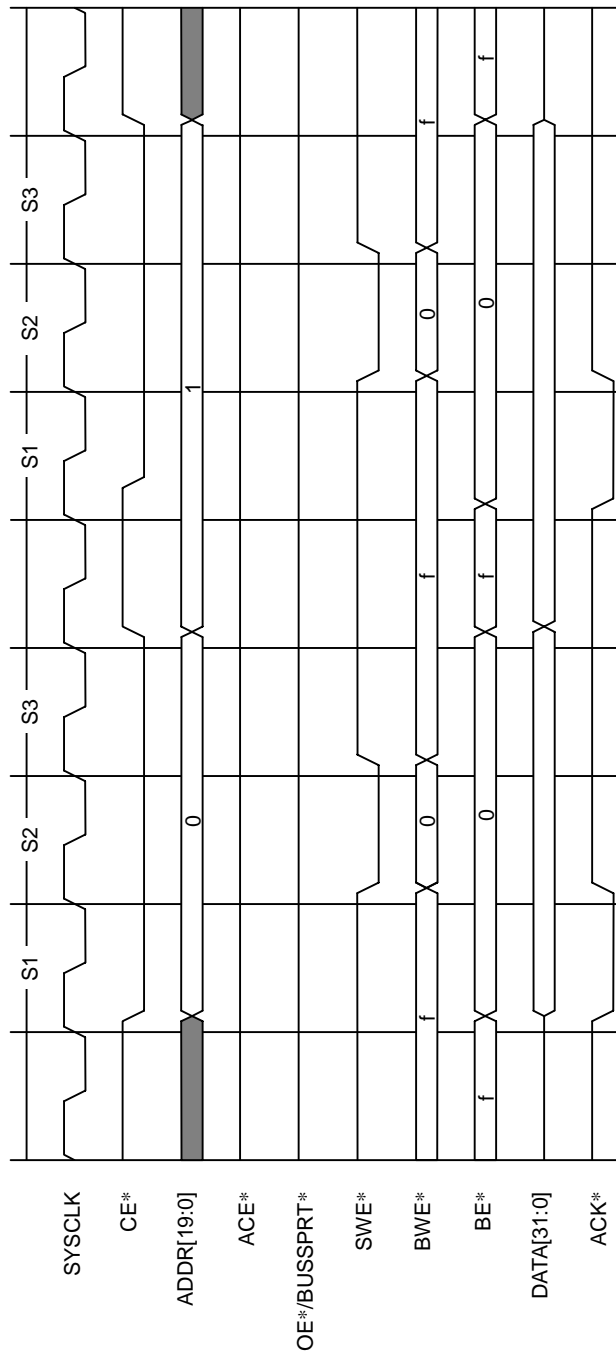 S1 S2 S3 S1 S2 S3
SYSCLK
CE*
ADDR[19:0] 0 1
ACE*
OE*/BUSSPRT*
SWE*
BWE* f 0 f 0 f
BE* f 0 f 0 f
DATA[31:0]
ACK*